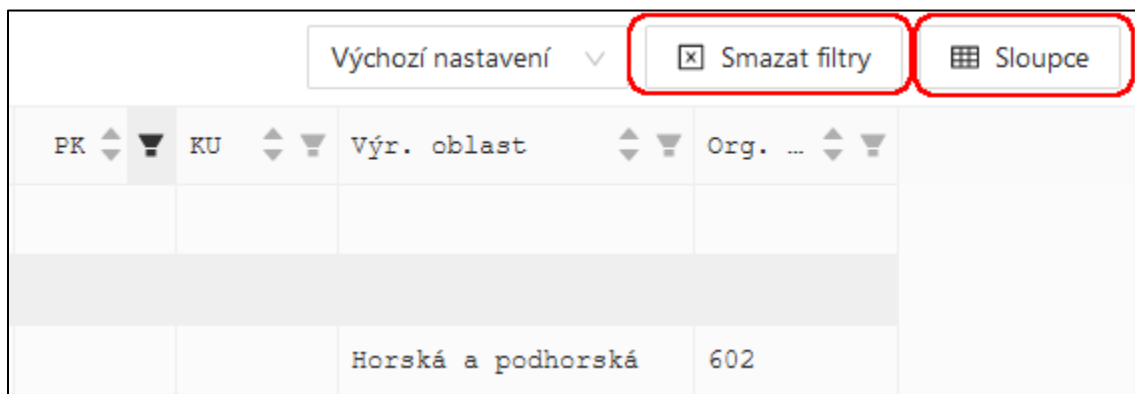 Výchozí nastavení Smazat filtry Sloupce
PK KU Výr. oblast Org. …
Horská a podhorská 602